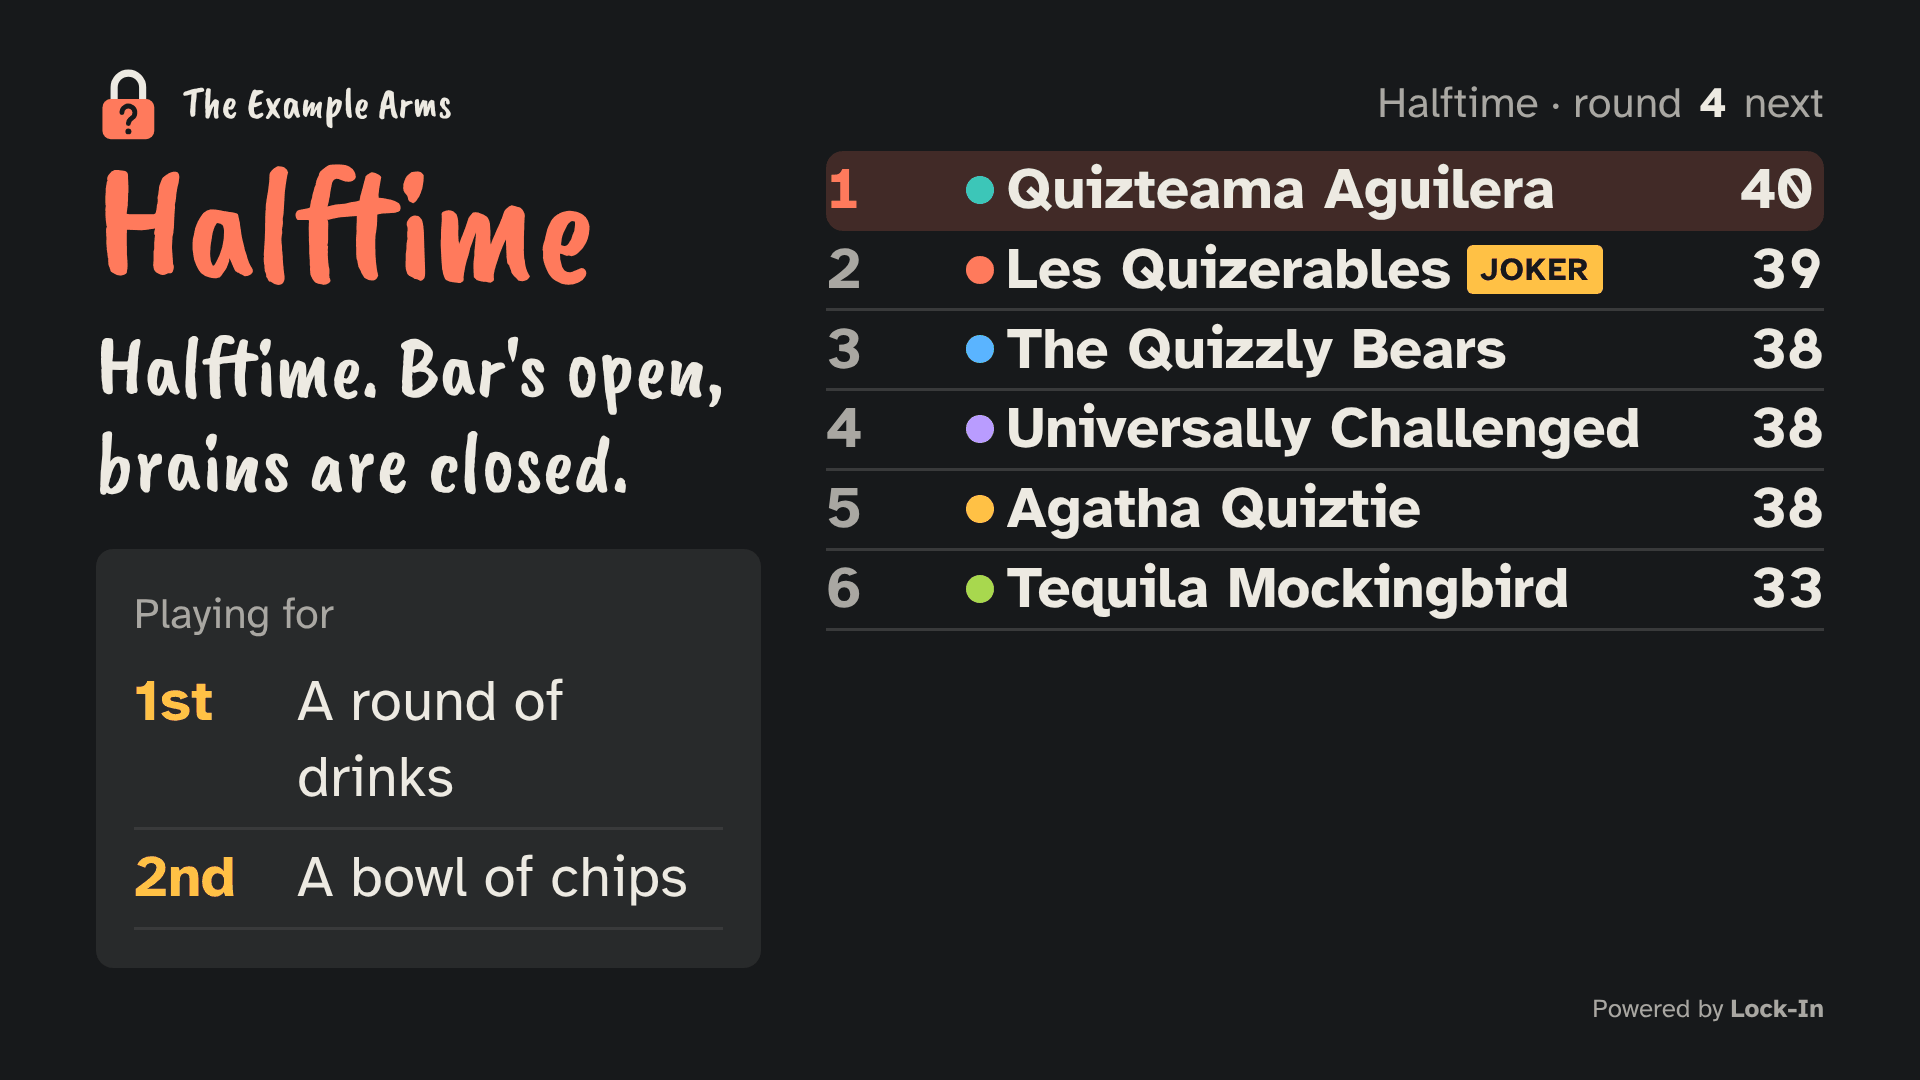 ?
The Example Arms
Halftime
Halftime. Bar's open,
brains are closed.
Playing for
1st A round of
drinks
2nd A bowl of chips
Halftime · round 4 next
1 Quizteama Aguilera 40
2 Les Quizerables JOKER 39
3 The Quizzly Bears 38
4 Universally Challenged 38
5 Agatha Quiztie 38
6 Tequila Mockingbird 33
Powered by Lock-In